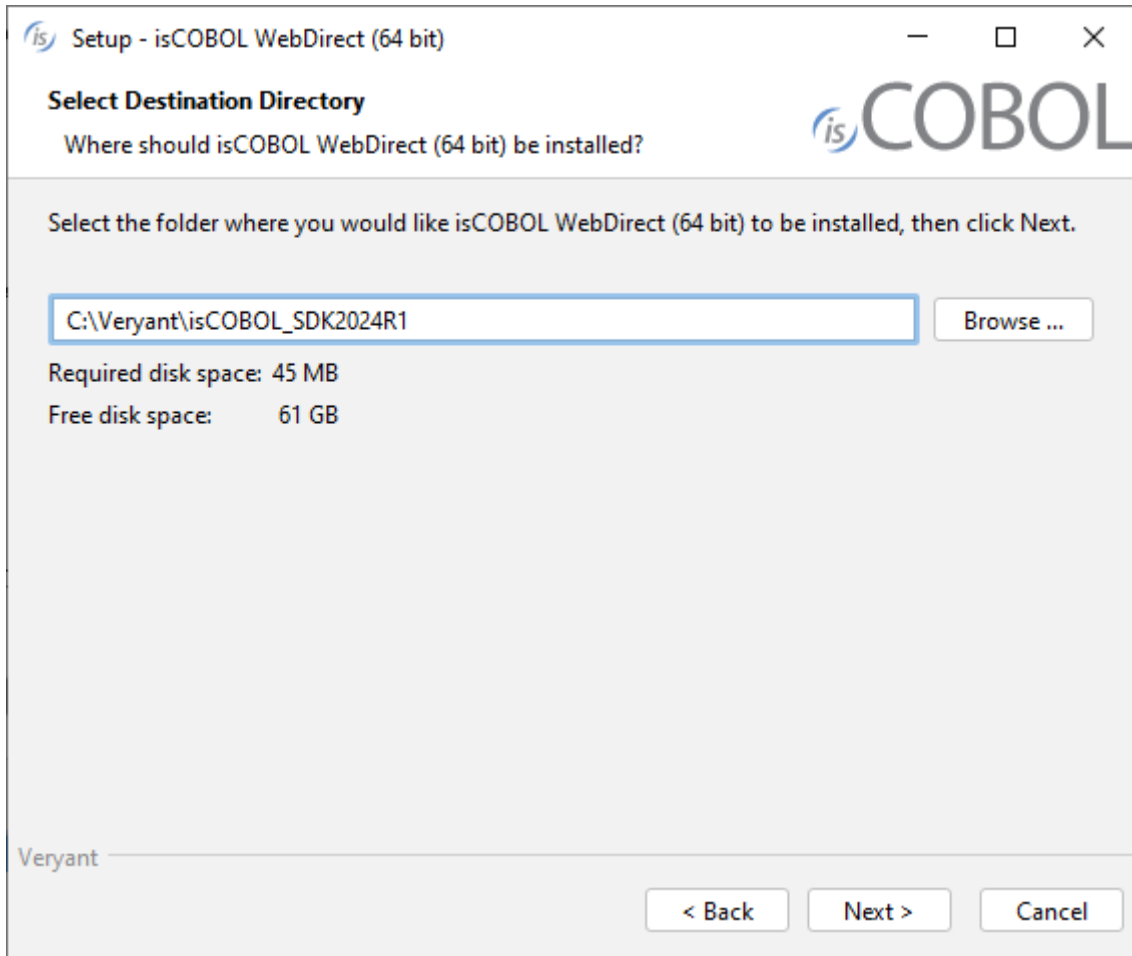 is Setup - isCOBOL WebDirect (64 bit)
Select Destination Directory
Where should isCOBOL WebDirect (64 bit) be installed?
isCOBOL
Select the folder where you would like isCOBOL WebDirect (64 bit) to be installed, then click Next.
C:\Veryant\isCOBOL_SDK2024R1 Browse ...
Required disk space: 45 MB
Free disk space: 61 GB
Veryant
< Back Next > Cancel